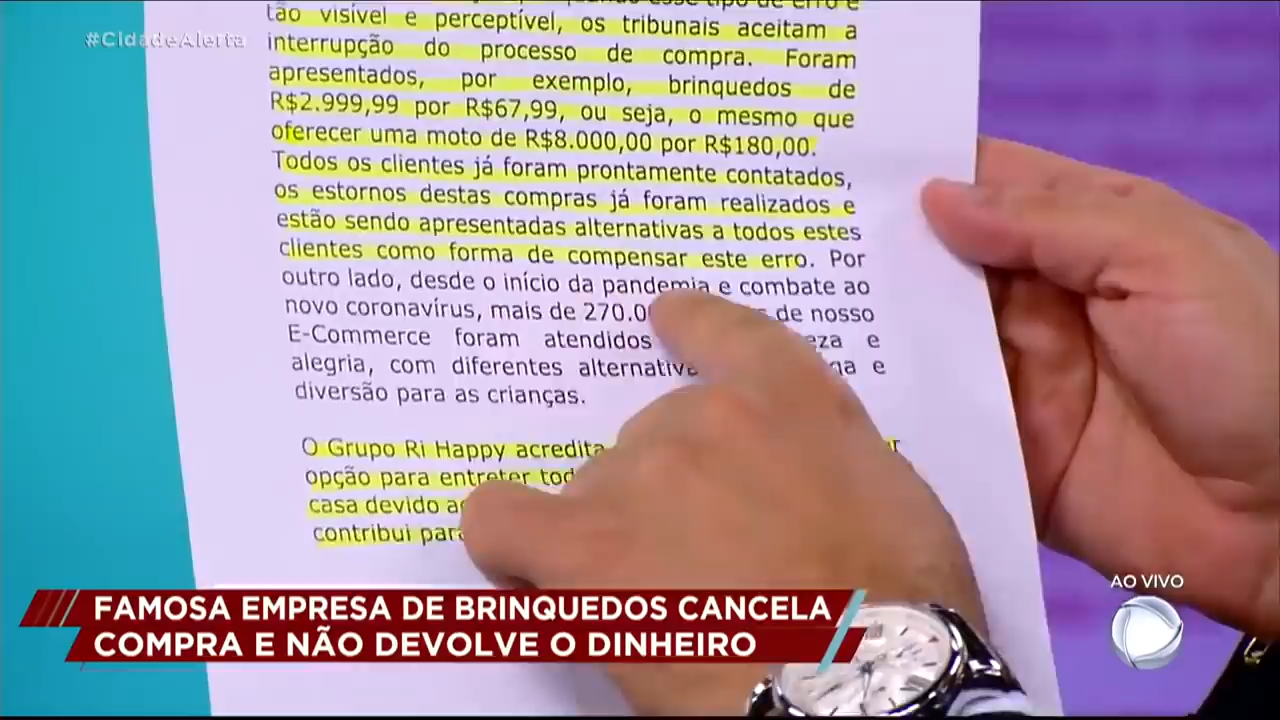 #CidadeAlerta
tão visível e perceptível, os tribunais aceitam a
interrupção do processo de compra. Foram
apresentados, por exemplo, brinquedos de
R$2.999,99 por R$67,99, ou seja, o mesmo que
oferecer uma moto de R$8.000,00 por R$180,00.
Todos os clientes já foram prontamente contatados,
os estornos destas compras já foram realizados e
estão sendo apresentadas alternativas a todos estes
clientes como forma de compensar este erro. Por
outro lado, desde o início da pandemia e combate ao
novo coronavírus, mais de 270.0 de nosso
E-Commerce foram atendidos e
alegria, com diferentes e
diversão para as crianças.
O Grupo Ri Happy acredita
opção para entreter
casa devido
contribui
FAMOSA EMPRESA DE BRINQUEDOS CANCELA
COMPRA E NÃO DEVOLVE O DINHEIRO
AO VIVO